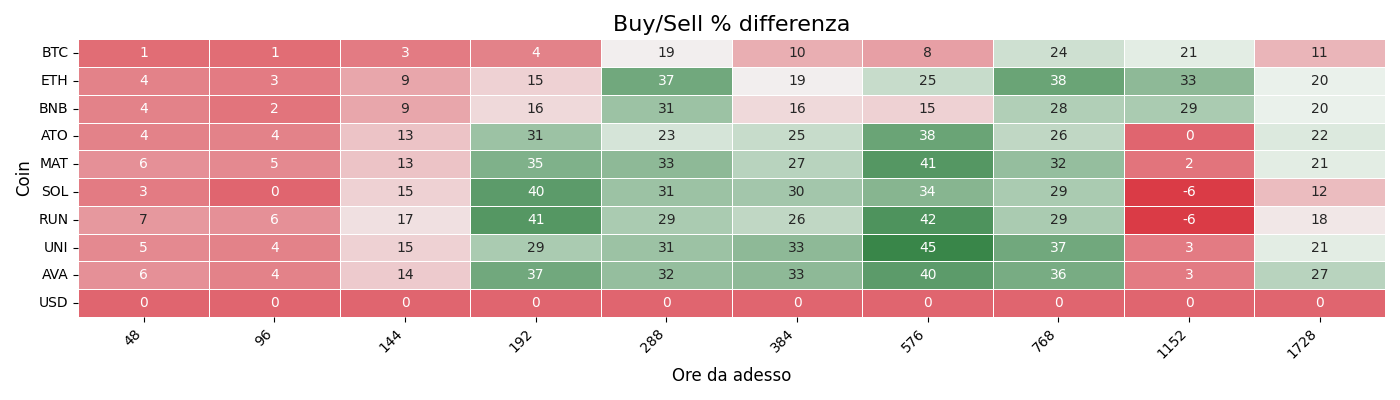 Buy/Sell % differenza
Coin
BTC 1 1 3 4 19 10 8 24 21 11
ETH 4 3 9 15 37 19 25 38 33 20
BNB 4 2 9 16 31 16 15 28 29 20
ATO 4 4 13 31 23 25 38 26 0 22
MAT 6 5 13 35 33 27 41 32 2 21
SOL 3 0 15 40 31 30 34 29 -6 12
RUN 7 6 17 41 29 26 42 29 -6 18
UNI 5 4 15 29 31 33 45 37 3 21
AVA 6 4 14 37 32 33 40 36 3 27
USD 0 0 0 0 0 0 0 0 0 0
48 96 144 192 288 384 576 768 1152 1728
Ore da adesso